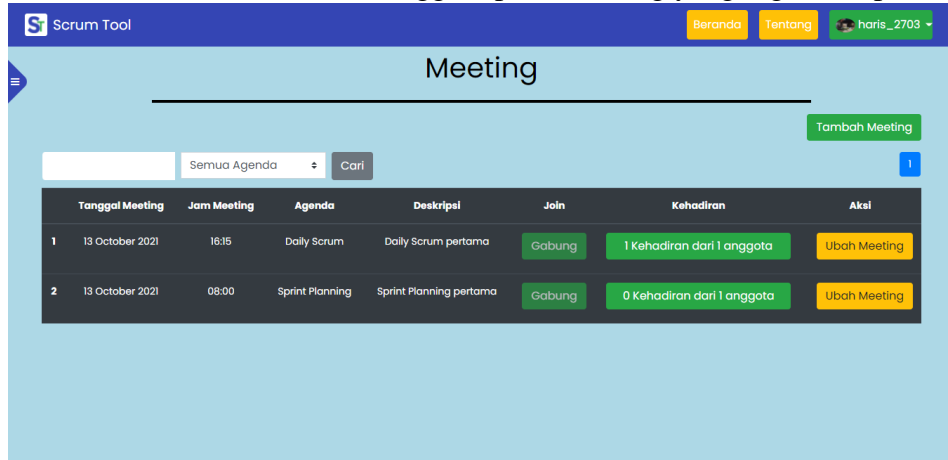 Scrum Tool Beranda Tentang haris_2703
Meeting
Tambah Meeting
Semua Agenda Cari 1
Tanggal Meeting Jam Meeting Agenda Deskripsi Join Kehadiran Aksi
1 13 October 2021 16:15 Daily Scrum Daily Scrum pertama Gabung 1 Kehadiran dari 1 anggota Ubah Meeting
2 13 October 2021 08:00 Sprint Planning Sprint Planning pertama Gabung 0 Kehadiran dari 1 anggota Ubah Meeting